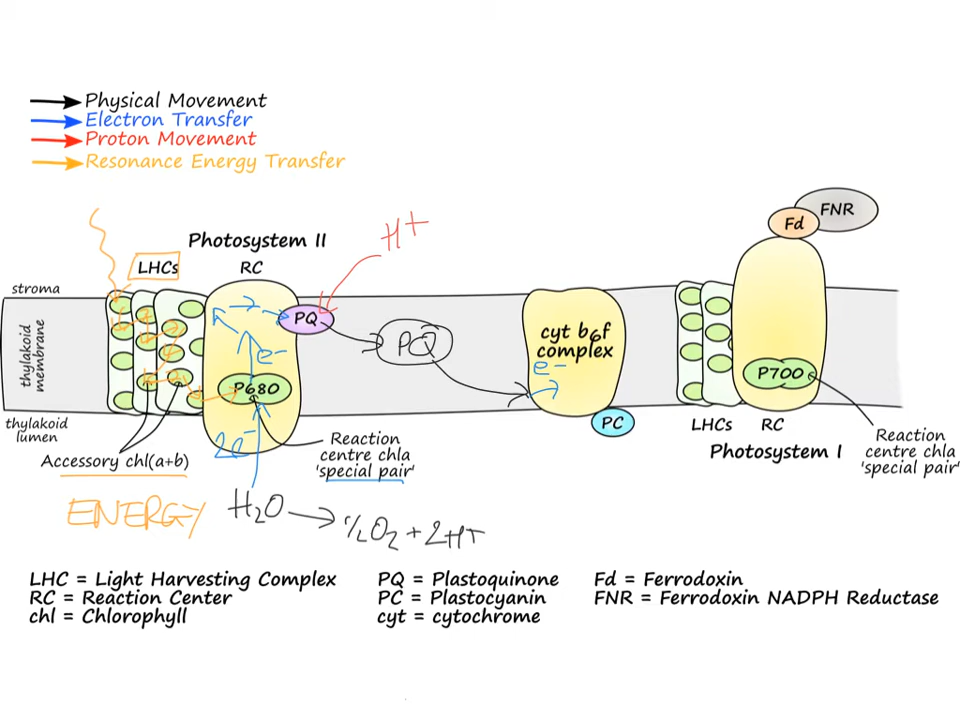 Physical Movement
Electron Transfer
Proton Movement
Resonance Energy Transfer
FNR
Fd
H+
Photosystem II
LHCs
RC
stroma
thylakoid membrane
PQ
PQ
cyt b6f
complex
e-
e-
P680
P700
2e-
PC
thylakoid
lumen
LHCs
RC
Photosystem I
Accessory chl(a+b)
Reaction
centre chla
'special pair'
Reaction
centre chla
'special pair'
ENERGY
H2O → ½O2 + 2H+
LHC = Light Harvesting Complex
RC = Reaction Center
chl = Chlorophyll
PQ = Plastoquinone
PC = Plastocyanin
cyt = cytochrome
Fd = Ferrodoxin
FNR = Ferrodoxin NADPH Reductase